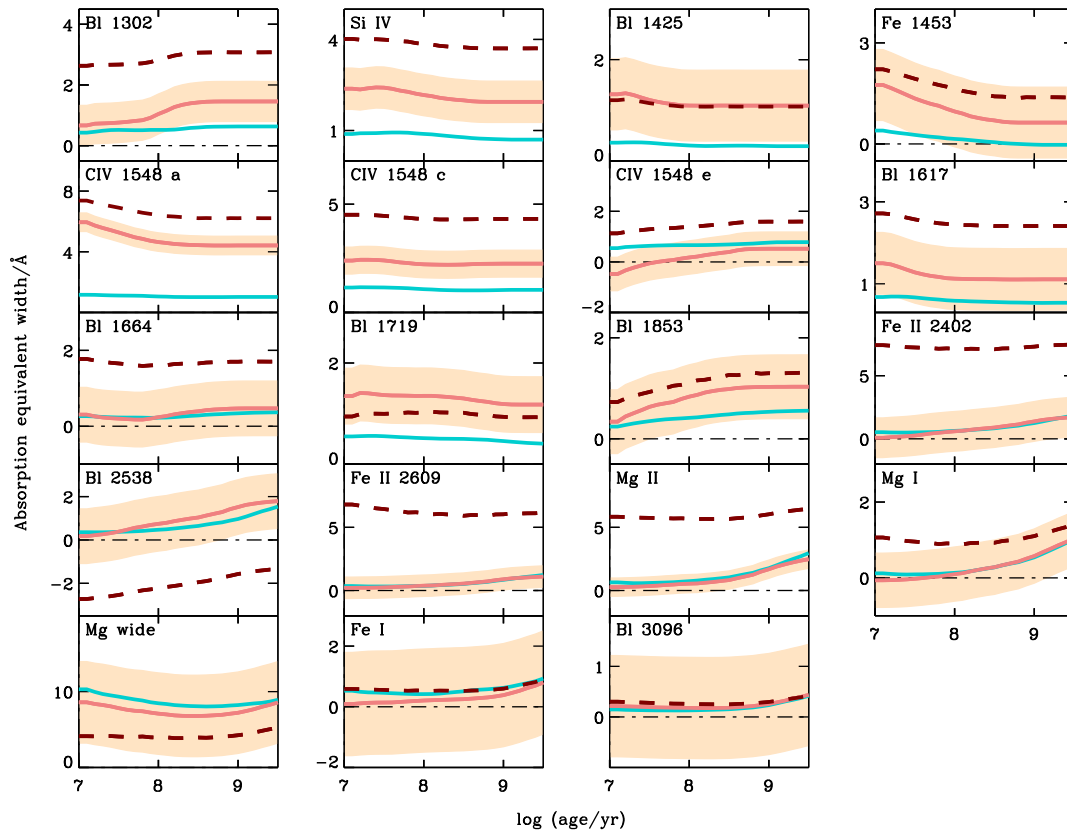 Absorption equivalent width/Å
Bl 1302
4
2
0
Si IV
4
1
0
Bl 1425
2
1
0
Fe 1453
3
0
CIV 1548 a
8
4
CIV 1548 c
5
0
CIV 1548 e
2
0
-2
Bl 1617
3
1
Bl 1664
2
0
Bl 1719
2
0
Bl 1853
2
0
Fe II 2402
5
0
Bl 2538
2
0
-2
Fe II 2609
5
0
Mg II
5
0
Mg I
2
1
0
7 8 9
Mg wide
10
0
7 8 9
Fe I
2
0
-2
7 8 9
Bl 3096
1
0
7 8 9
log (age/yr)